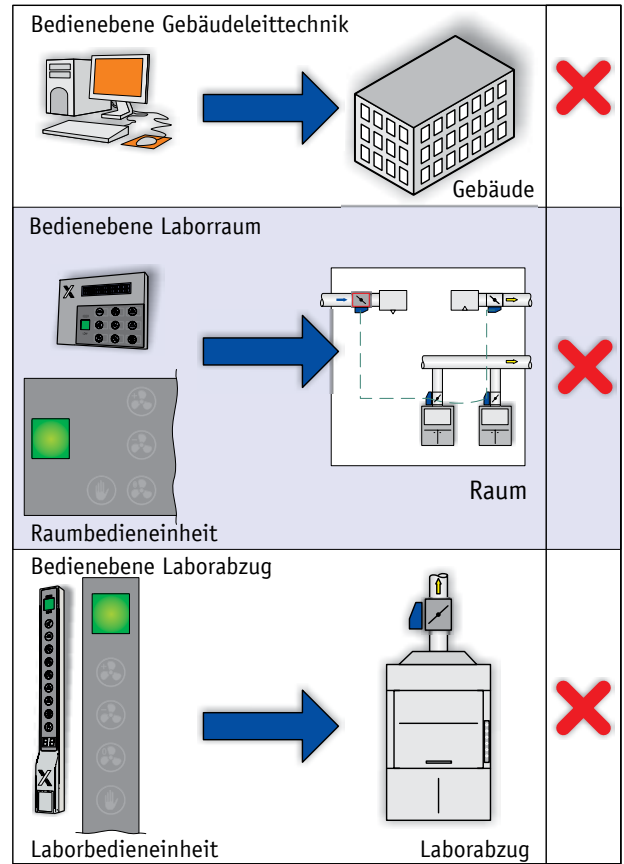 Bedienebene Gebäudeleittechnik
Gebäude
Bedienebene Laborraum
Raum
Raumbedieneinheit
Bedienebene Laborabzug
Laborbedieneinheit
Laborabzug